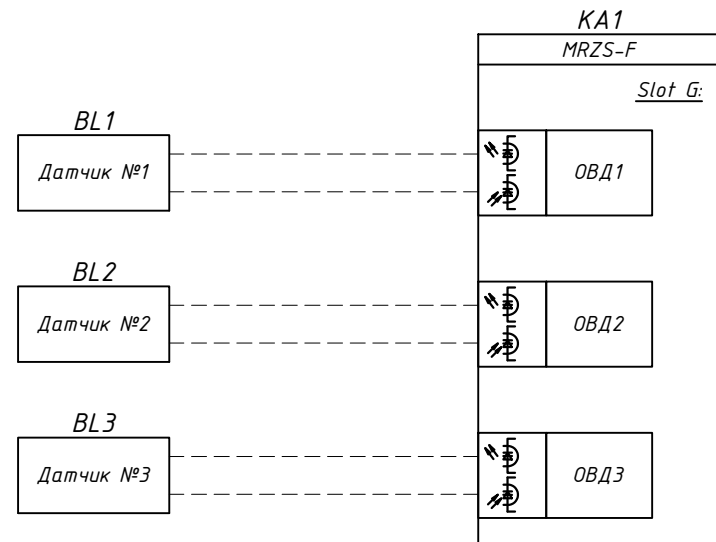 KA1
MRZS-F
Slot G:
BL1
Датчик №1
ОВД1
BL2
Датчик №2
ОВД2
BL3
Датчик №3
ОВД3